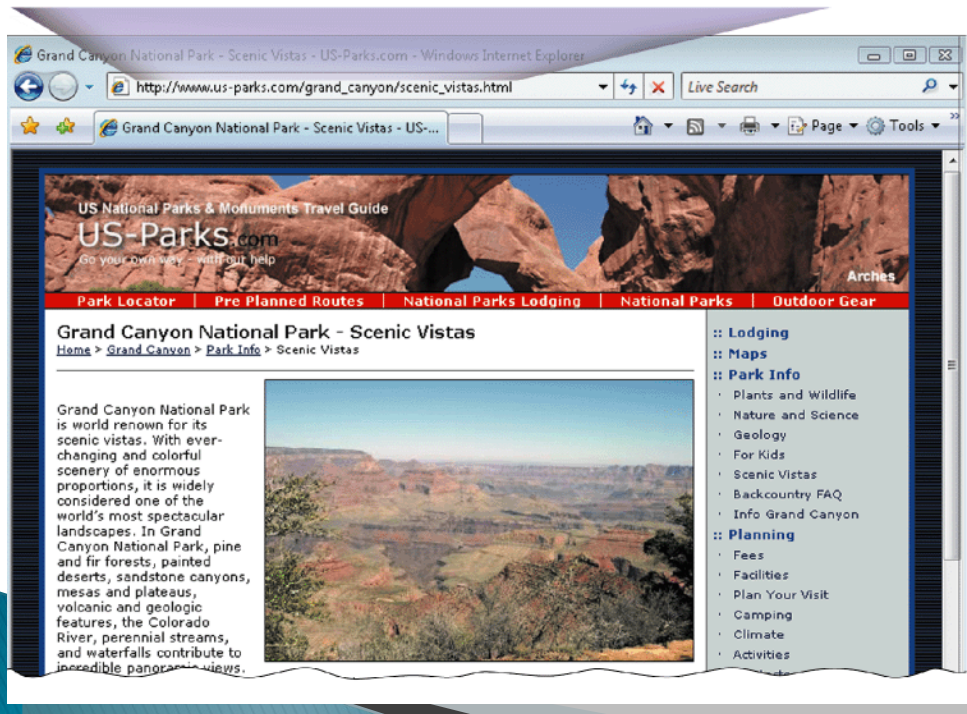 Grand Canyon National Park - Scenic Vistas - US-Parks.com - Windows Internet Explorer
http://www.us-parks.com/grand_canyon/scenic_vistas.html
Live Search
Grand Canyon National Park - Scenic Vistas - US-...
Page
Tools
US National Parks & Monuments Travel Guide
US-Parks.com
Go your own way - with our help
Arches
Park Locator | Pre Planned Routes | National Parks Lodging | National Parks | Outdoor Gear
Grand Canyon National Park - Scenic Vistas
Home > Grand Canyon > Park Info > Scenic Vistas
Grand Canyon National Park
is world renown for its
scenic vistas. With ever-
changing and colorful
scenery of enormous
proportions, it is widely
considered one of the
world's most spectacular
landscapes. In Grand
Canyon National Park, pine
and fir forests, painted
deserts, sandstone canyons,
mesas and plateaus,
volcanic and geologic
features, the Colorado
River, perennial streams,
and waterfalls contribute to
incredible panoramic views.
:: Lodging
:: Maps
:: Park Info
· Plants and Wildlife
· Nature and Science
· Geology
· For Kids
· Scenic Vistas
· Backcountry FAQ
· Info Grand Canyon
:: Planning
· Fees
· Facilities
· Plan Your Visit
· Camping
· Climate
· Activities